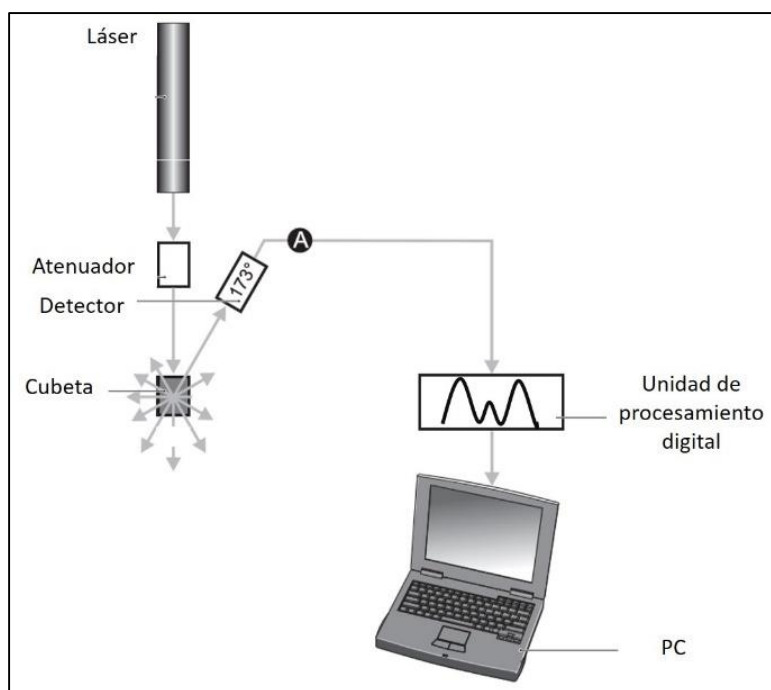 Láser
Atenuador
Detector
173°
A
Cubeta
Unidad de
procesamiento
digital
PC